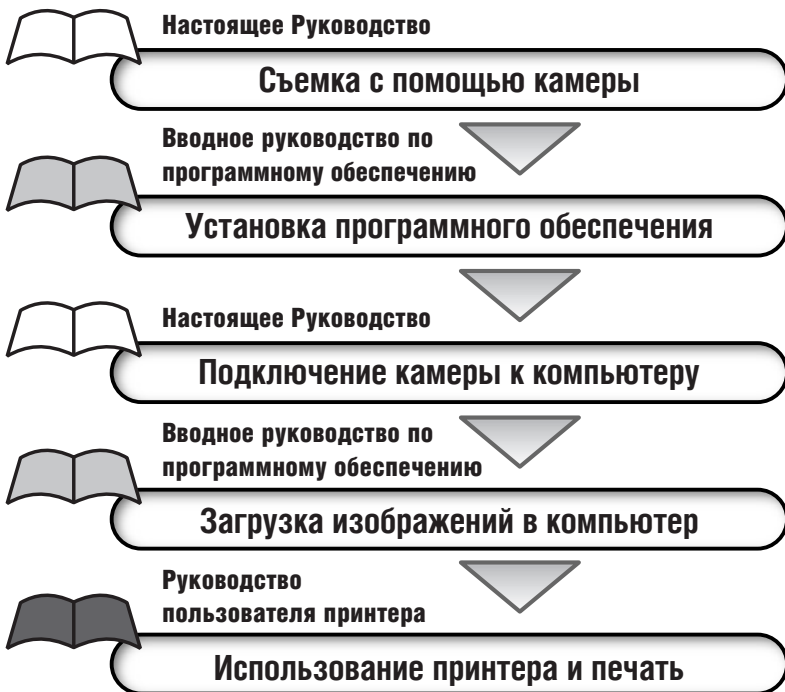 Настоящее Руководство
Съемка с помощью камеры
Вводное руководство по
программному обеспечению
Установка программного обеспечения
Настоящее Руководство
Подключение камеры к компьютеру
Вводное руководство по
программному обеспечению
Загрузка изображений в компьютер
Руководство
пользователя принтера
Использование принтера и печать